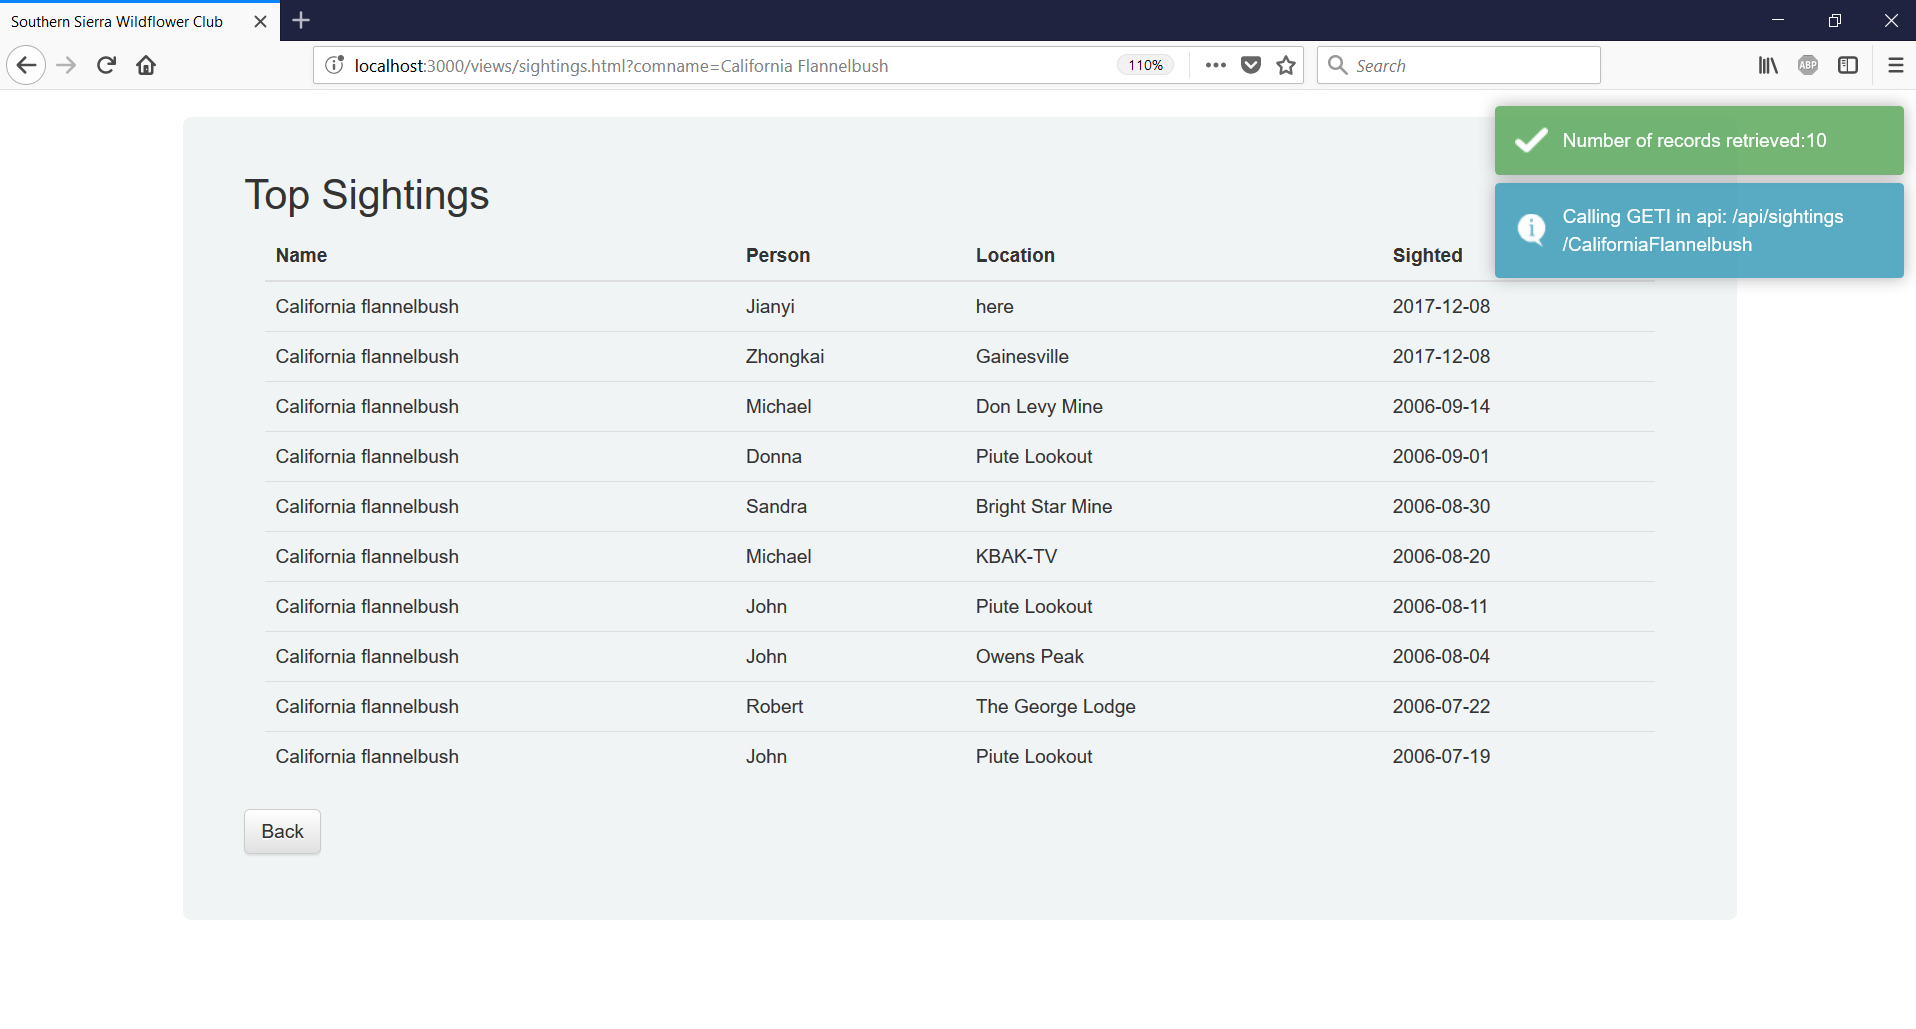 Southern Sierra Wildflower Club
localhost:3000/views/sightings.html?comname=California Flannelbush
110%
Search
ABP
Number of records retrieved:10
Calling GETI in api: /api/sightings
/CaliforniaFlannelbush
Top Sightings
Name Person Location Sighted
California flannelbush Jianyi here 2017-12-08
California flannelbush Zhongkai Gainesville 2017-12-08
California flannelbush Michael Don Levy Mine 2006-09-14
California flannelbush Donna Piute Lookout 2006-09-01
California flannelbush Sandra Bright Star Mine 2006-08-30
California flannelbush Michael KBAK-TV 2006-08-20
California flannelbush John Piute Lookout 2006-08-11
California flannelbush John Owens Peak 2006-08-04
California flannelbush Robert The George Lodge 2006-07-22
California flannelbush John Piute Lookout 2006-07-19
Back